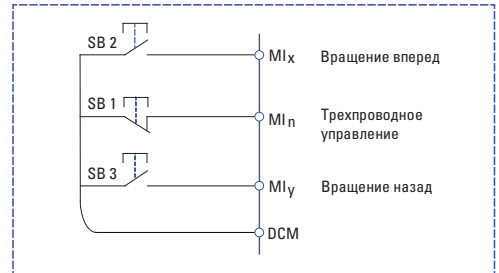 SB 2
MIx
Вращение вперед
SB 1
MIn
Трехпроводное
управление
SB 3
MIy
Вращение назад
DCM